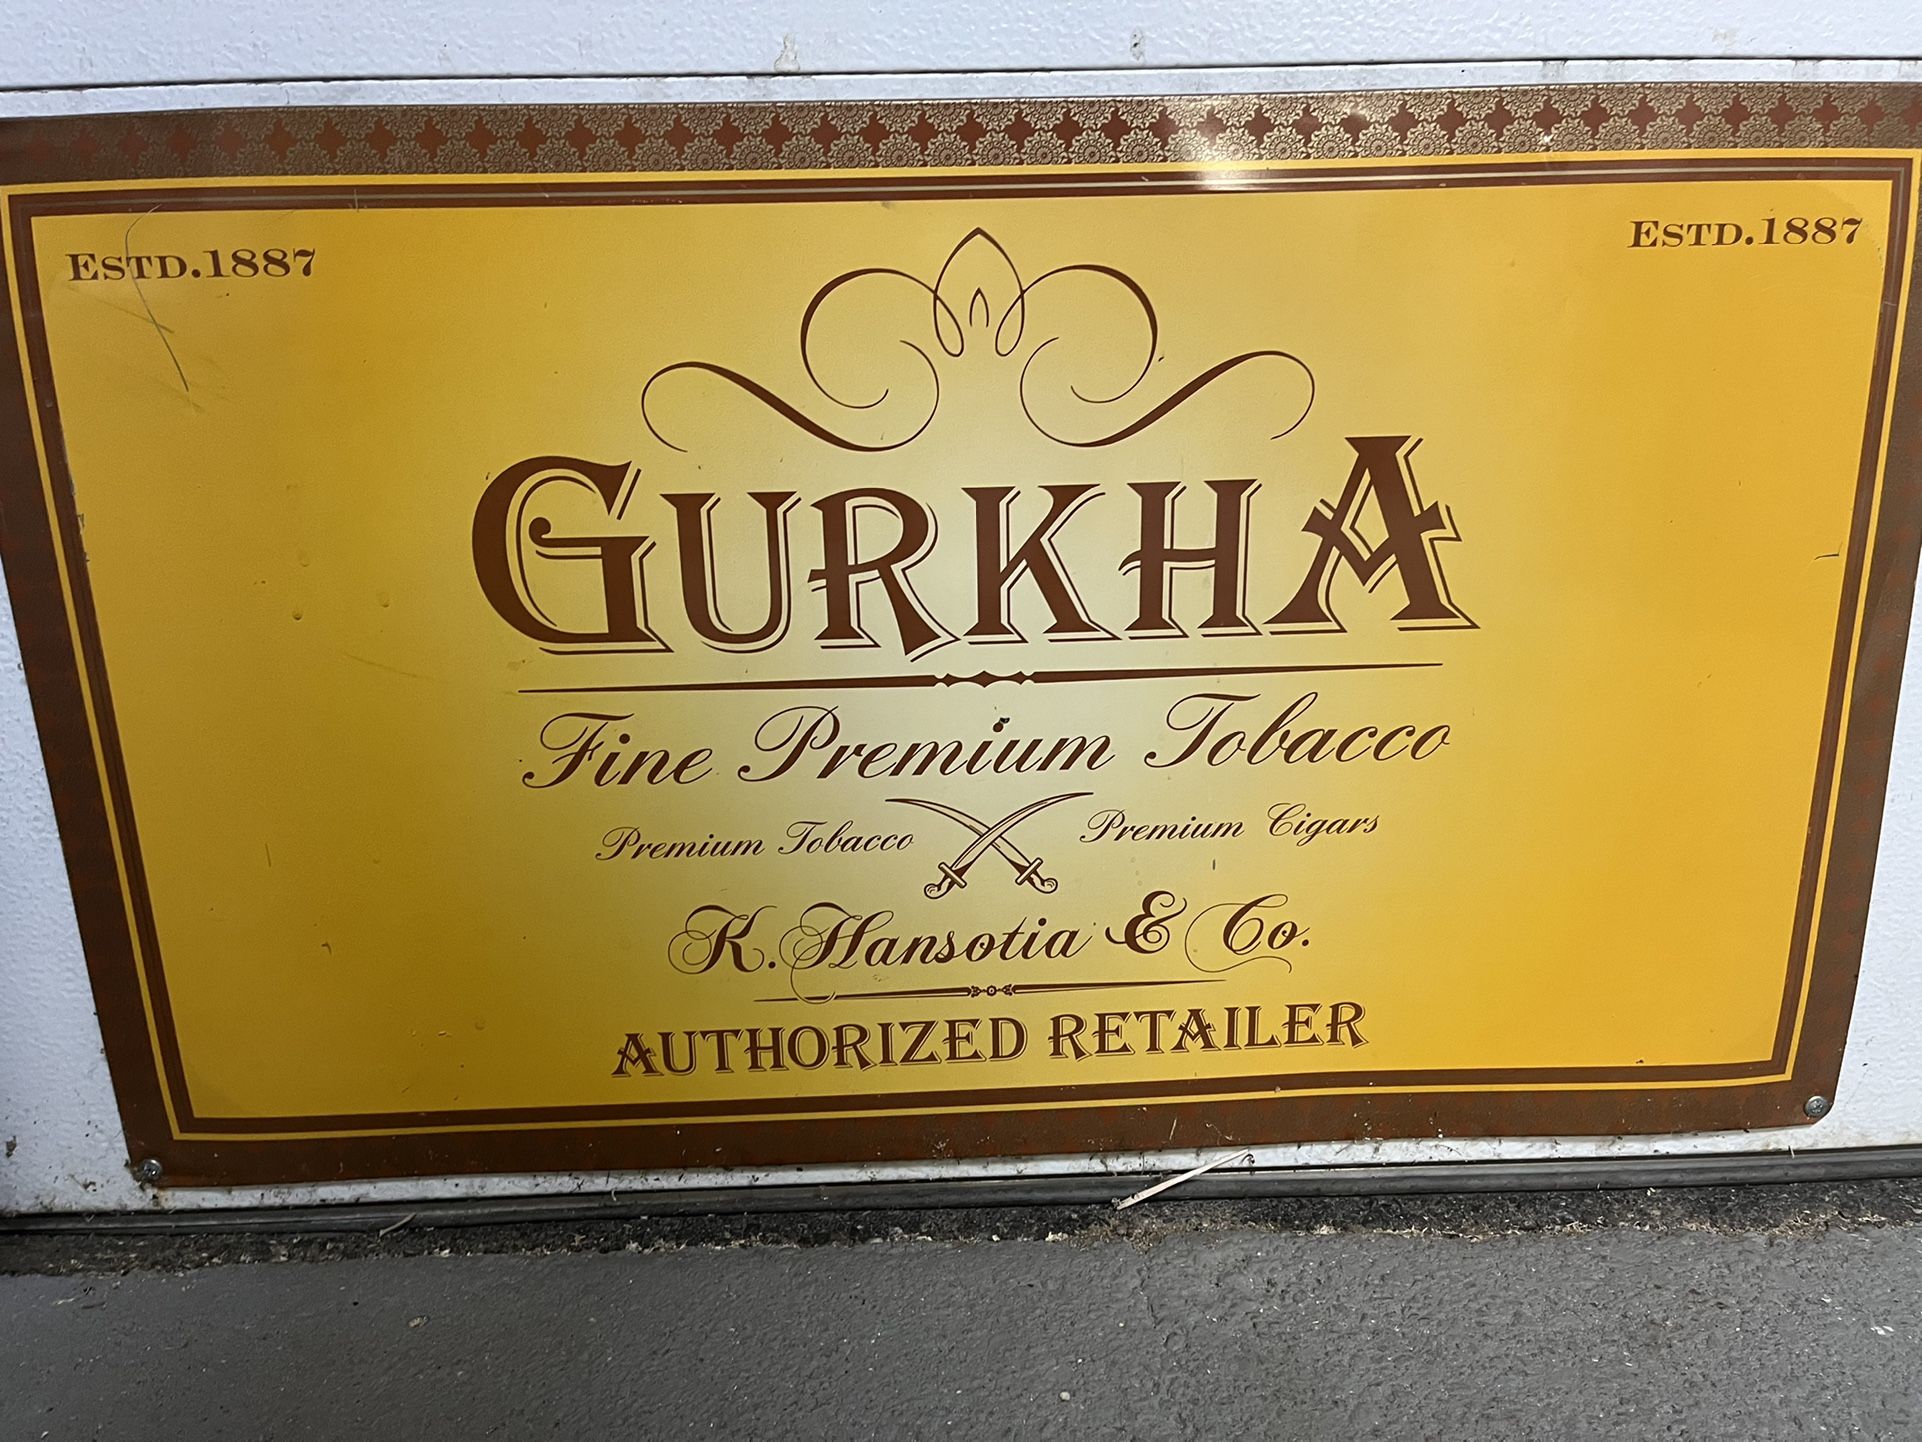 ESTD.1887
ESTD.1887
GURKHA
Fine Premium Tobacco
Premium Tobacco
Premium Cigars
K. Hansotia & Co.
AUTHORIZED RETAILER